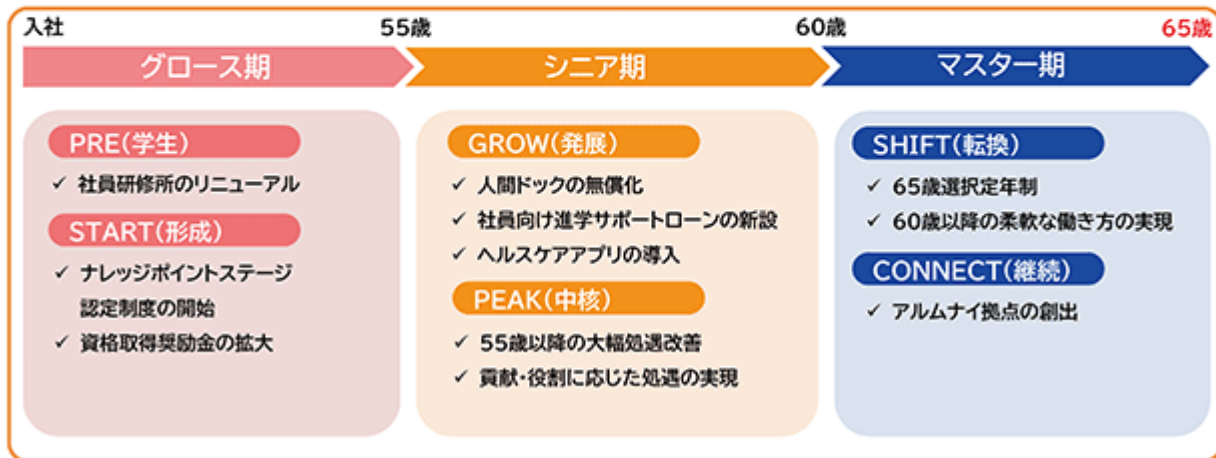 入社
55歳
60歳
65歳
グロース期
シニア期
マスター期
PRE(学生)
✓ 社員研修所のリニューアル
START(形成)
✓ ナレッジポイントステージ
認定制度の開始
✓ 資格取得奨励金の拡大
GROW(発展)
✓ 人間ドックの無償化
✓ 社員向け進学サポートローンの新設
✓ ヘルスケアアプリの導入
PEAK(中核)
✓ 55歳以降の大幅処遇改善
✓ 貢献・役割に応じた処遇の実現
SHIFT(転換)
✓ 65歳選択定年制
✓ 60歳以降の柔軟な働き方の実現
CONNECT(継続)
✓ アルムナイ拠点の創出